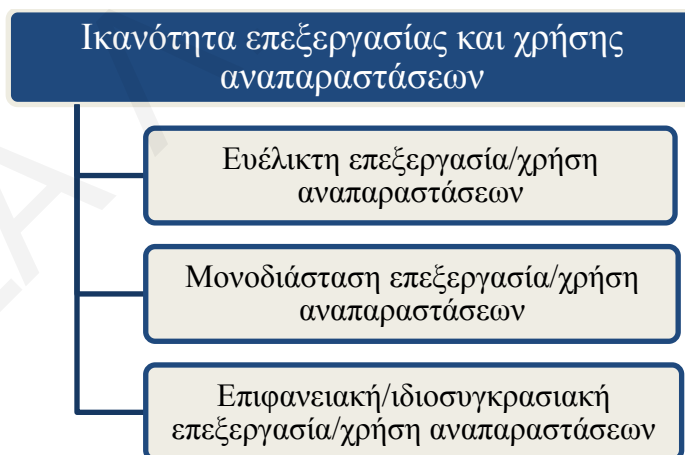 Ικανότητα επεξεργασίας και χρήσης
αναπαραστάσεων
Ευέλικτη επεξεργασία/χρήση
αναπαραστάσεων
Μονοδιάσταση επεξεργασία/χρήση
αναπαραστάσεων
Επιφανειακή/ιδιοσυγκρασιακή
επεξεργασία/χρήση αναπαραστάσεων